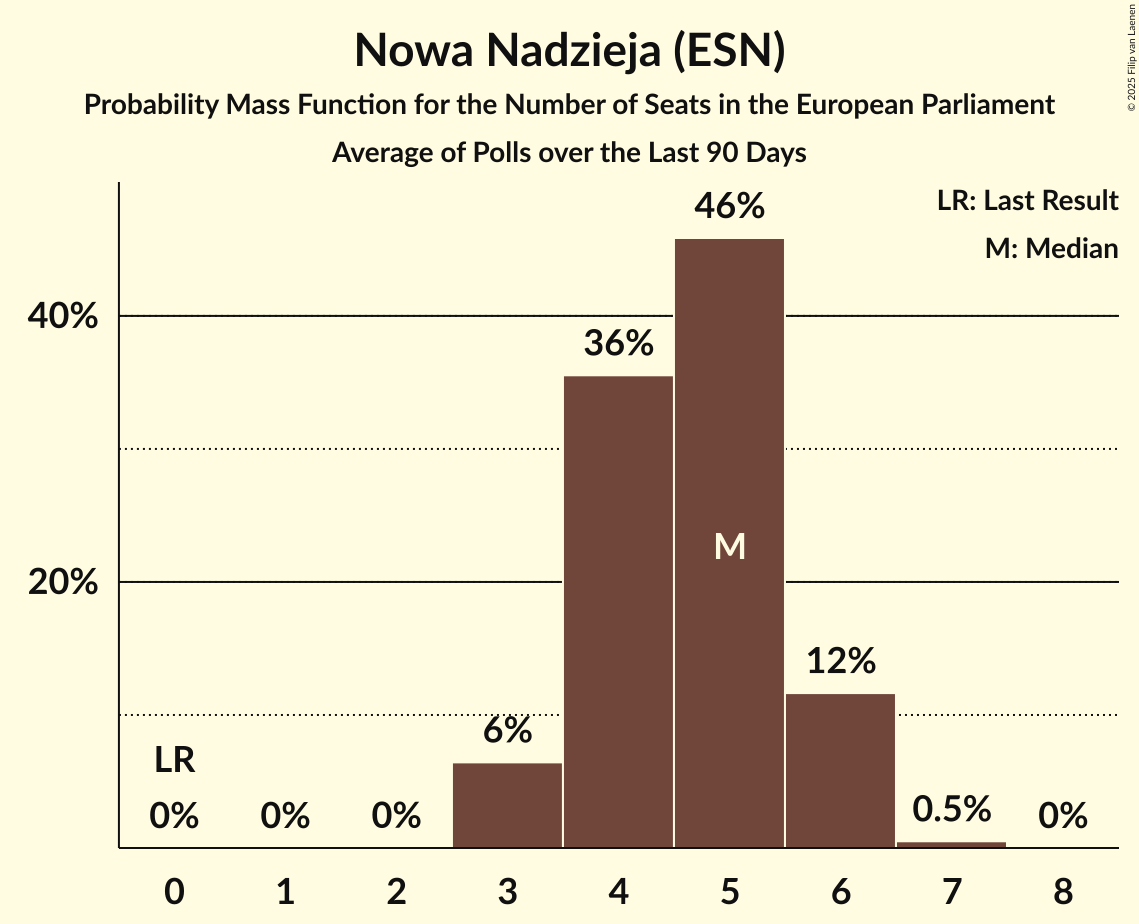 Nowa Nadzieja (ESN)
Probability Mass Function for the Number of Seats in the European Parliament
Average of Polls over the Last 90 Days
© 2025 Filip van Laenen
LR: Last Result
M: Median
46%
40%
36%
M
20%
12%
6%
LR
0% 0% 0% 0.5% 0%
0 1 2 3 4 5 6 7 8